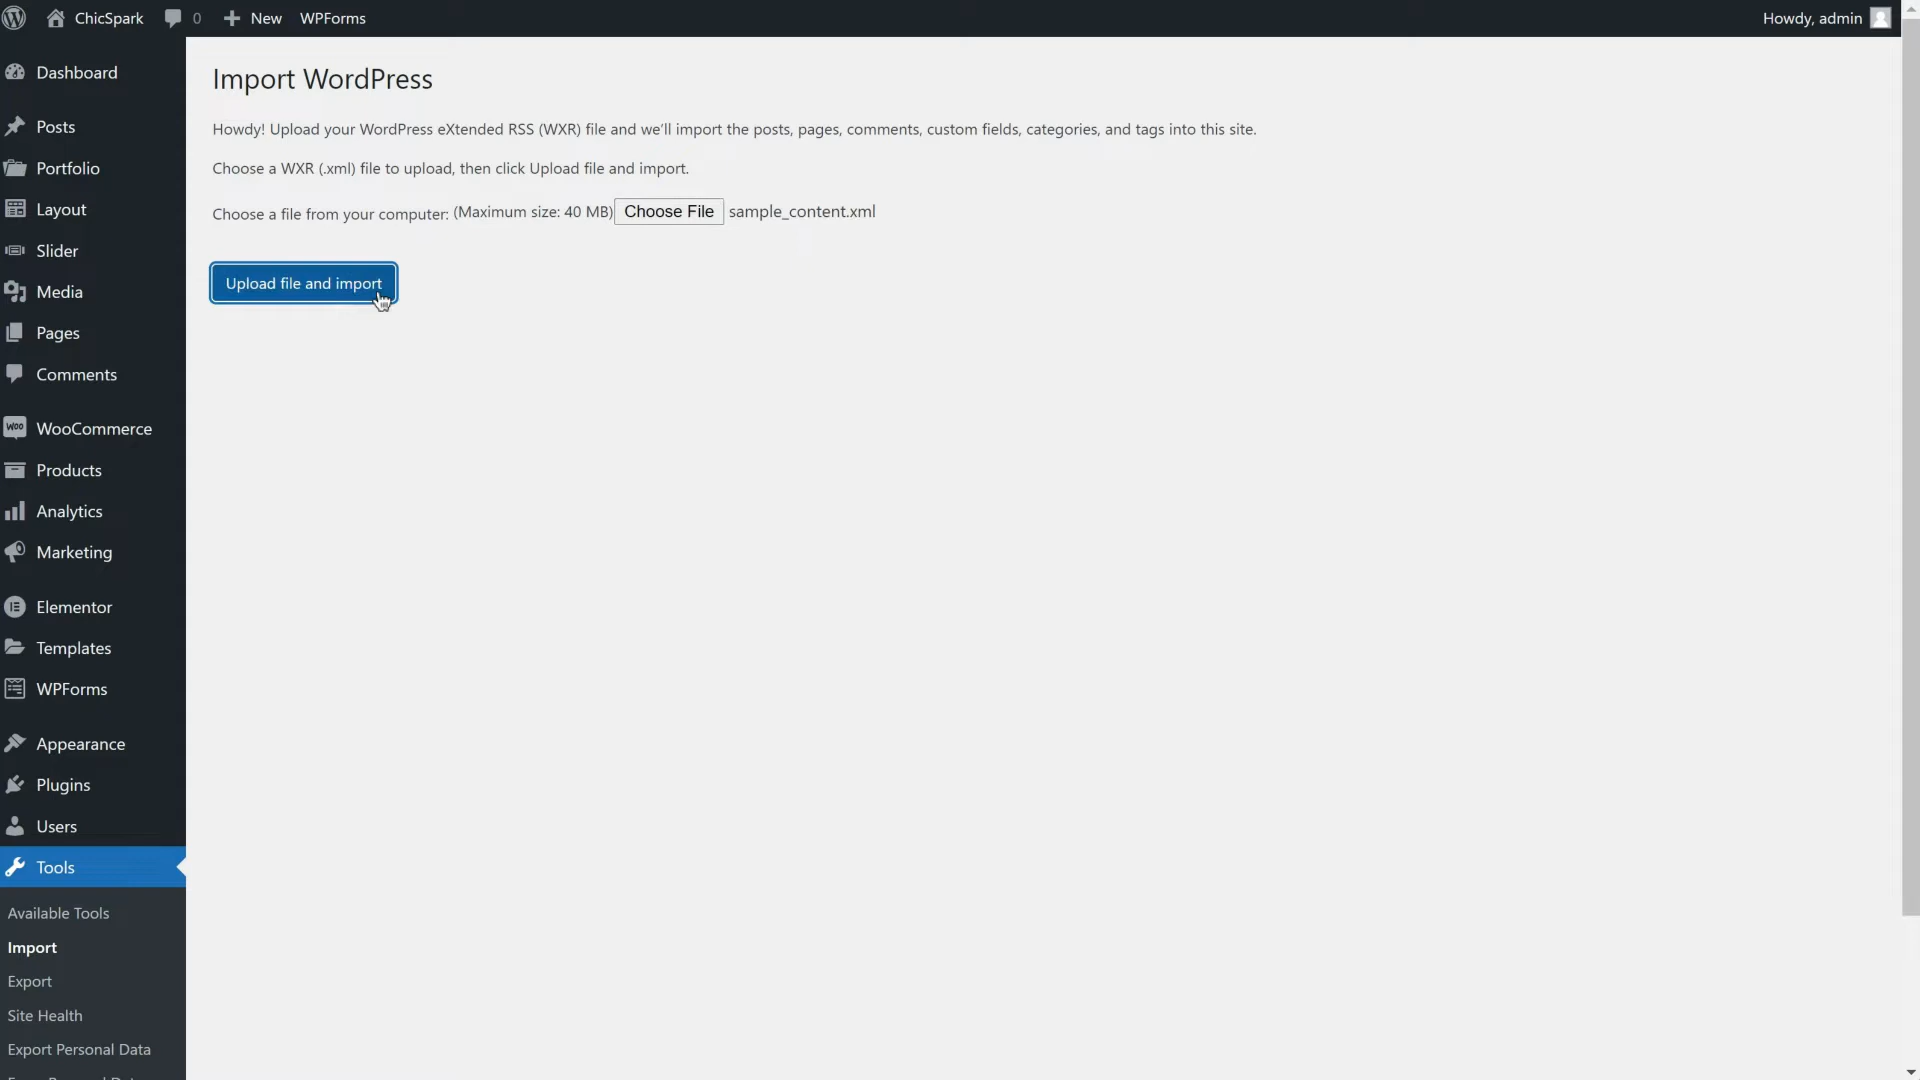 ChicSpark
0
New
WPForms
Howdy, admin
Dashboard
Posts
Portfolio
Layout
Slider
Media
Pages
Comments
WooCommerce
Products
Analytics
Marketing
Elementor
Templates
WPForms
Appearance
Plugins
Users
Tools
Available Tools
Import
Export
Site Health
Export Personal Data
Import WordPress
Howdy! Upload your WordPress eXtended RSS (WXR) file and we’ll import the posts, pages, comments, custom fields, categories, and tags into this site.
Choose a WXR (.xml) file to upload, then click Upload file and import.
Choose a file from your computer: (Maximum size: 40 MB) Choose File sample_content.xml
Upload file and import